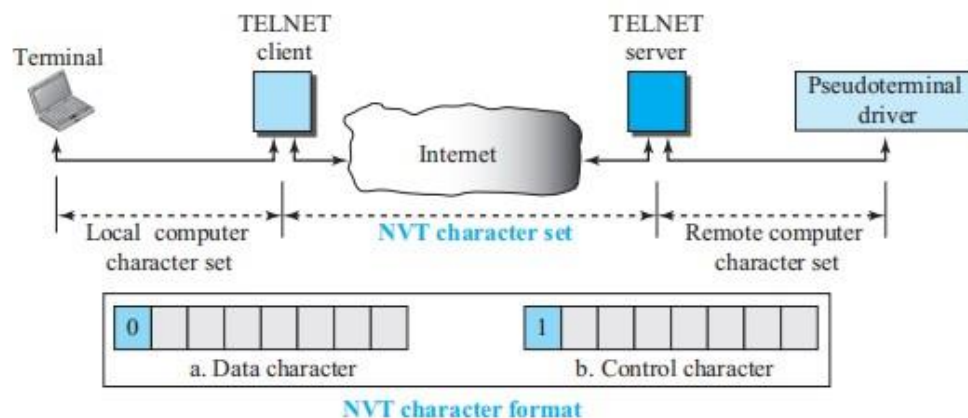 TELNET
client
TELNET
server
Terminal
Pseudoterminal
driver
Internet
Local computer
character set
NVT character set
Remote computer
character set
0
1
a. Data character
b. Control character
NVT character format